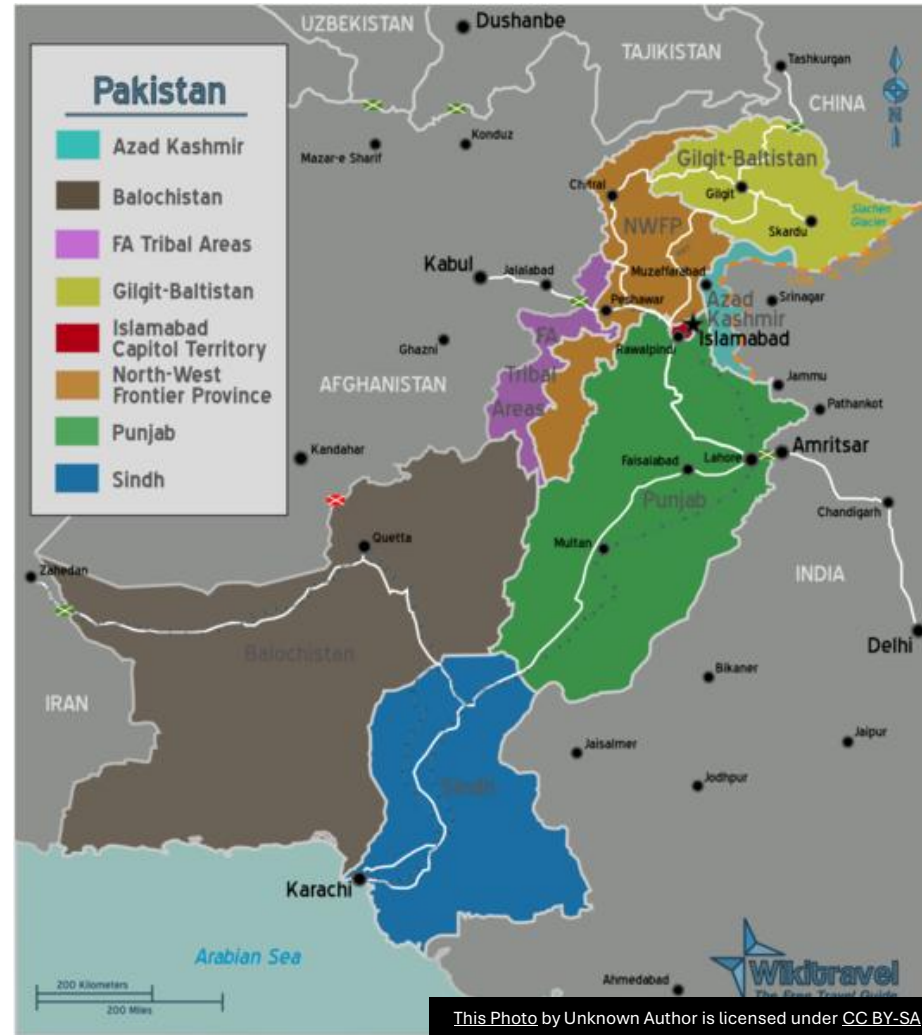 Pakistan
Azad Kashmir
Balochistan
FA Tribal Areas
Gilgit-Baltistan
Islamabad
Capitol Territory
North-West
Frontier Province
Punjab
Sindh
UZBEKISTAN
Dushanbe
TAJIKISTAN
Tashkurgan
CHINA
N
Mazar-e Sharif
Konduz
Gilgit-Baltistan
Chitral
Gilgit
Siachen
Glacier
Skardu
NWFP
Kabul
Jalalabad
Muzaffarabad
Peshawar
Azad
Kashmir
Srinagar
Islamabad
Rawalpindi
Ghazni
FA
Tribal
Areas
AFGHANISTAN
Jammu
Pathankot
Kandahar
Faisalabad
Lahore
Amritsar
Punjab
Chandigarh
Quetta
Multan
INDIA
Zahedan
Delhi
Balochistan
Bikaner
IRAN
Jaisalmer
Jaipur
Jodhpur
Sindh
Karachi
Arabian Sea
Ahmedabad
200 Kilometers
200 Miles
Wikitravel
The Free Travel Guide
This Photo by Unknown Author is licensed under CC BY-SA